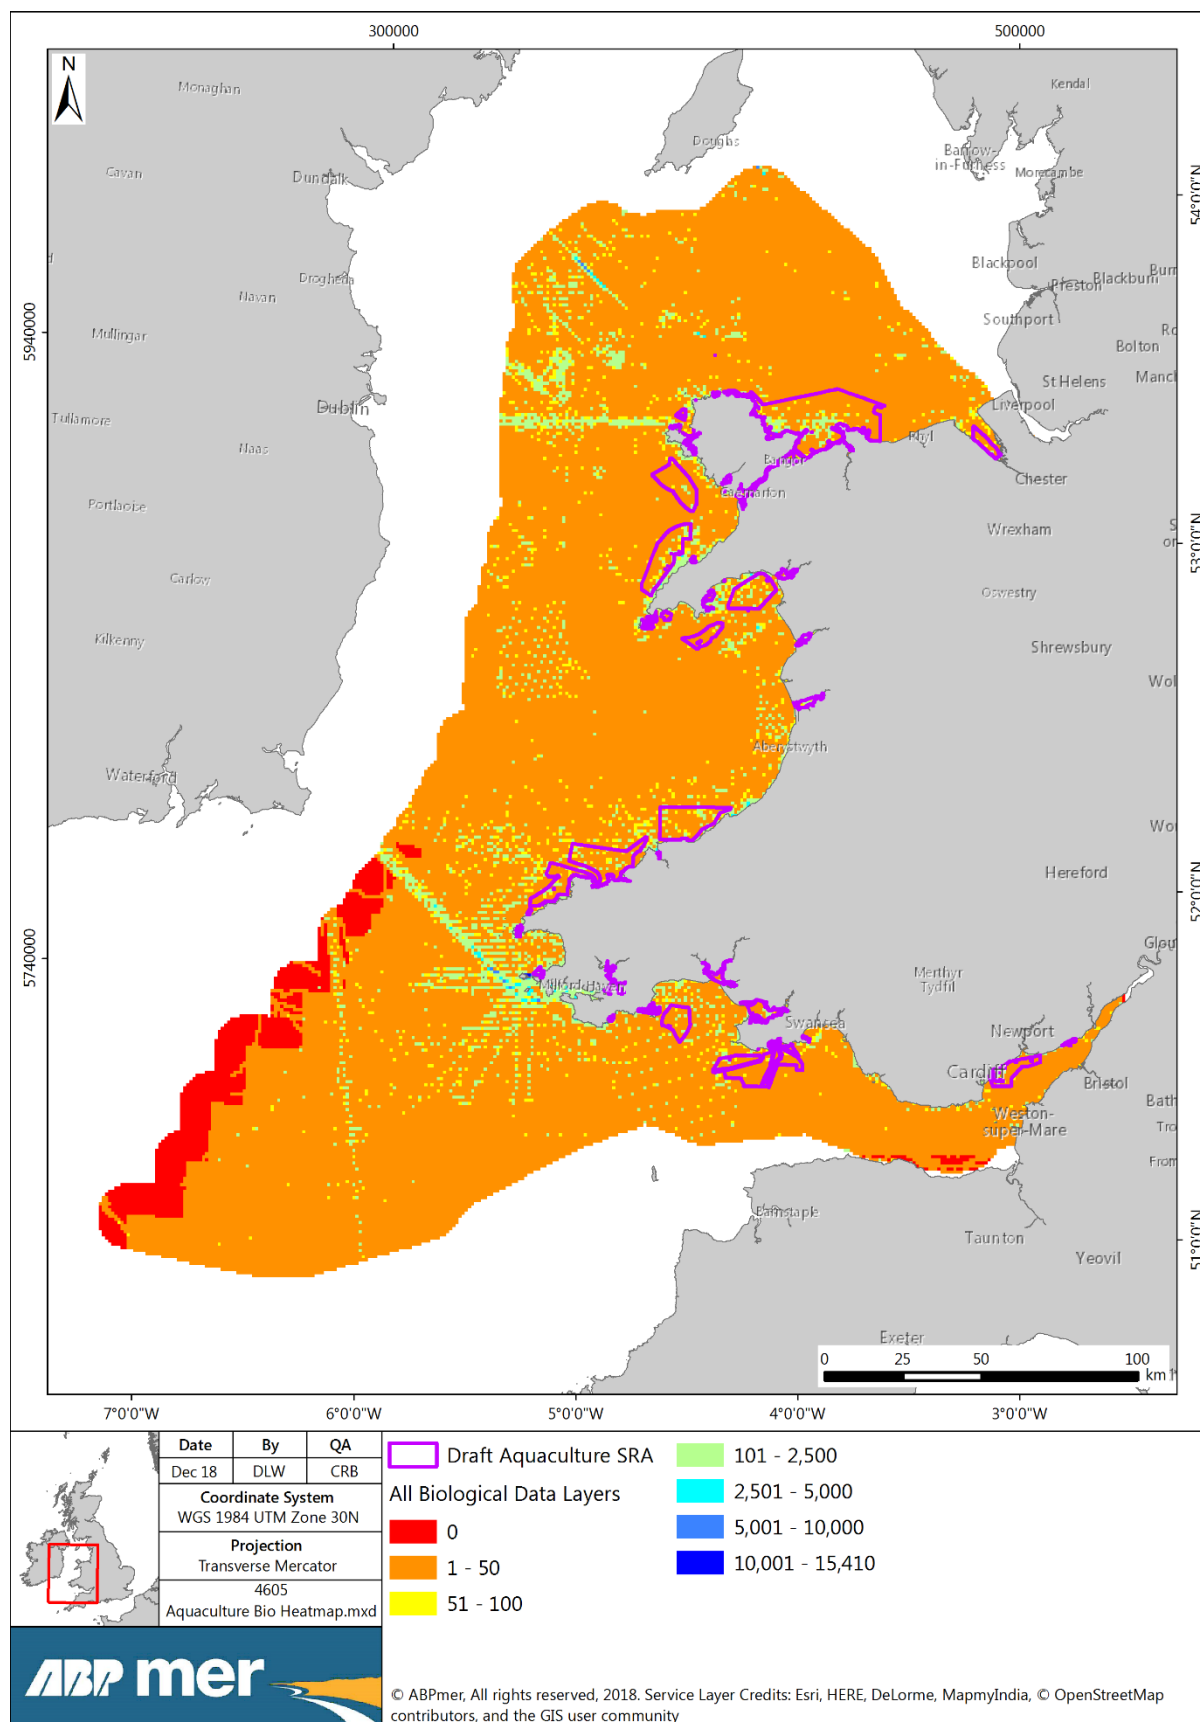 300000
500000
N
Monaghan
Kendal
Douglas
Barrow-
in-Furness
Cavan
Dundalk
Morecambe
54°0'0"N
Blackpool
Drogheda
Preston
Blackburn
Burn
Navan
Southport
5940000
Mullingar
Bolton
St Helens
Manch
Dublin
Liverpool
Tullamore
Naas
Rhyl
Bangor
Chester
Caernarfon
Portlaoise
Wrexham
53°0'0"N
Carlow
Oswestry
Kilkenny
Shrewsbury
Wol
Aberystwyth
Waterford
Wor
Hereford
52°0'0"N
5740000
Glou
Merthyr
Tydfil
Milford Haven
Swansea
Newport
Cardiff
Bristol
Bath
Weston-
super-Mare
Tro
From
Barnstaple
Taunton
51°0'0"N
Yeovil
Exeter
0 25 50 100
km
7°0'0"W 6°0'0"W 5°0'0"W 4°0'0"W 3°0'0"W
Date By QA
Dec 18 DLW CRB
Coordinate System
WGS 1984 UTM Zone 30N
Projection
Transverse Mercator
4605
Aquaculture Bio Heatmap.mxd
ABPmer
Draft Aquaculture SRA
All Biological Data Layers
0
1 - 50
51 - 100
101 - 2,500
2,501 - 5,000
5,001 - 10,000
10,001 - 15,410
© ABPmer, All rights reserved, 2018. Service Layer Credits: Esri, HERE, DeLorme, MapmyIndia, © OpenStreetMap
contributors, and the GIS user community